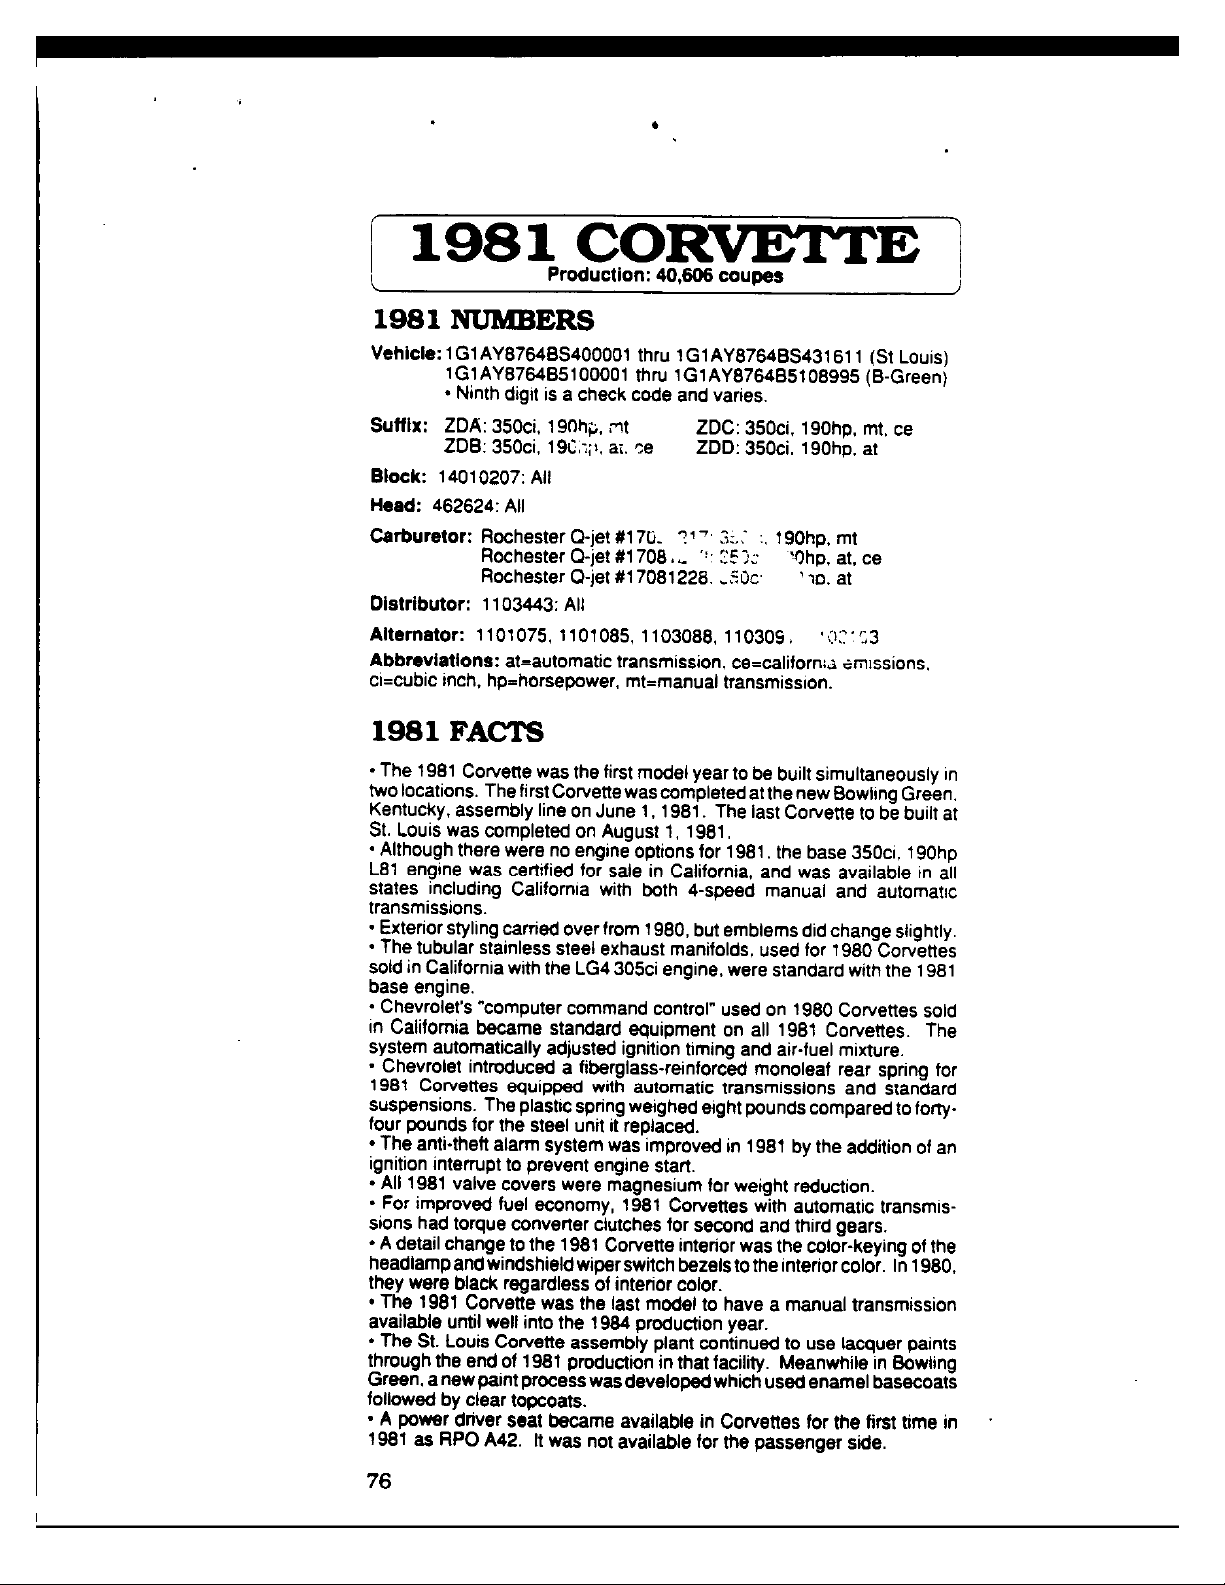 1981 CORVETTE
Production: 40,606 coupes
1981 NUMBERS
Vehicle: 1G1AY8764BS400001 thru 1G1AY8764BS431611 (St Louis)
1G1AY8764B5100001 thru 1G1AY8764B5108995 (B-Green)
• Ninth digit is a check code and varies.
Suffix: ZDA: 350ci, 190hp, mt ZDC: 350ci, 190hp, mt, ce
ZDB: 350ci, at, ce ZDD: 350ci, 190hp, at
Block: 14010207: All
Head: 462624: All
Carburetor: Rochester Q-jet 190hp, mt
Rochester Q-jet at, ce
Rochester Q-jet #17081228, at
Distributor: 1103443: All
Alternator: 1101075, 1101085, 1103088,
Abbreviations: at=automatic transmission, ce=california emissions,
ci=cubic inch, hp=horsepower, mt=manual transmission.
1981 FACTS
• The 1981 Corvette was the first model year to be built simultaneously in
two locations. The first Corvette was completed at the new Bowling Green,
Kentucky, assembly line on June 1, 1981. The last Corvette to be built at
St. Louis was completed on August 1, 1981.
• Although there were no engine options for 1981, the base 350ci, 190hp
L81 engine was certified for sale in California, and was available in all
states including California with both 4-speed manual and automatic
transmissions.
• Exterior styling carried over from 1980, but emblems did change slightly.
• The tubular stainless steel exhaust manifolds, used for 1980 Corvettes
sold in California with the LG4 305ci engine, were standard with the 1981
base engine.
• Chevrolet's "computer command control" used on 1980 Corvettes sold
in California became standard equipment on all 1981 Corvettes. The
system automatically adjusted ignition timing and air-fuel mixture.
• Chevrolet introduced a fiberglass-reinforced monoleaf rear spring for
1981 Corvettes equipped with automatic transmissions and standard
suspensions. The plastic spring weighed eight pounds compared to forty-
four pounds for the steel unit it replaced.
• The anti-theft alarm system was improved in 1981 by the addition of an
ignition interrupt to prevent engine start.
• All 1981 valve covers were magnesium for weight reduction.
• For improved fuel economy, 1981 Corvettes with automatic transmis-
sions had torque converter clutches for second and third gears.
• A detail change to the 1981 Corvette interior was the color-keying of the
headlamp and windshield wiper switch bezels to the interior color. In 1980,
they were black regardless of interior color.
• The 1981 Corvette was the last model to have a manual transmission
available until well into the 1984 production year.
• The St. Louis Corvette assembly plant continued to use lacquer paints
through the end of 1981 production in that facility. Meanwhile in Bowling
Green, a new paint process was developed which used enamel basecoats
followed by clear topcoats.
• A power driver seat became available in Corvettes for the first time in
1981 as RPO A42. It was not available for the passenger side.
76